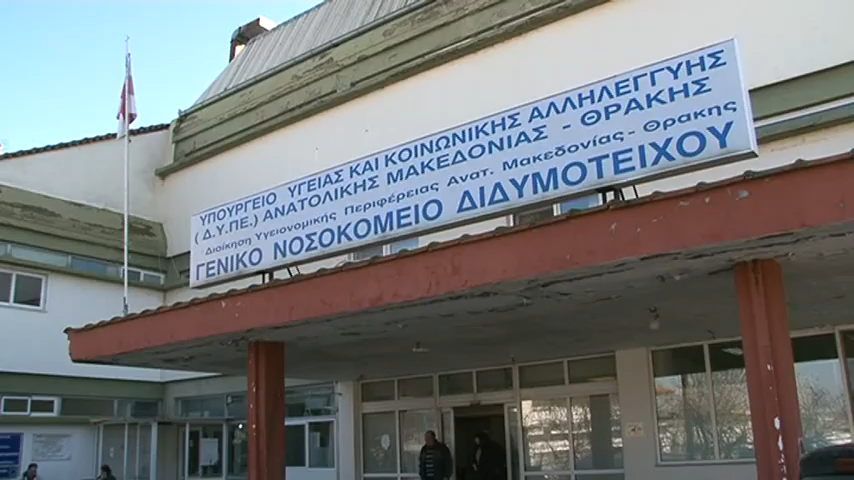 ΥΠΟΥΡΓΕΙΟ ΥΓΕΙΑΣ ΚΑΙ ΚΟΙΝΩΝΙΚΗΣ ΑΛΛΗΛΕΓΓΥΗΣ
(Δ.Υ.ΠΕ.) ΑΝΑΤΟΛΙΚΗΣ ΜΑΚΕΔΟΝΙΑΣ - ΘΡΑΚΗΣ
Διοίκηση Υγειονομικής Περιφέρειας Ανατ. Μακεδονίας - Θράκης
ΓΕΝΙΚΟ ΝΟΣΟΚΟΜΕΙΟ ΔΙΔΥΜΟΤΕΙΧΟΥ